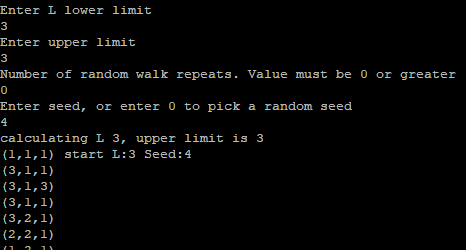 Enter L lower limit
3
Enter upper limit
3
Number of random walk repeats. Value must be 0 or greater
0
Enter seed, or enter 0 to pick a random seed
4
calculating L 3, upper limit is 3
(1,1,1) start L:3 Seed:4
(3,1,1)
(3,1,3)
(3,1,1)
(3,2,1)
(2,2,1)